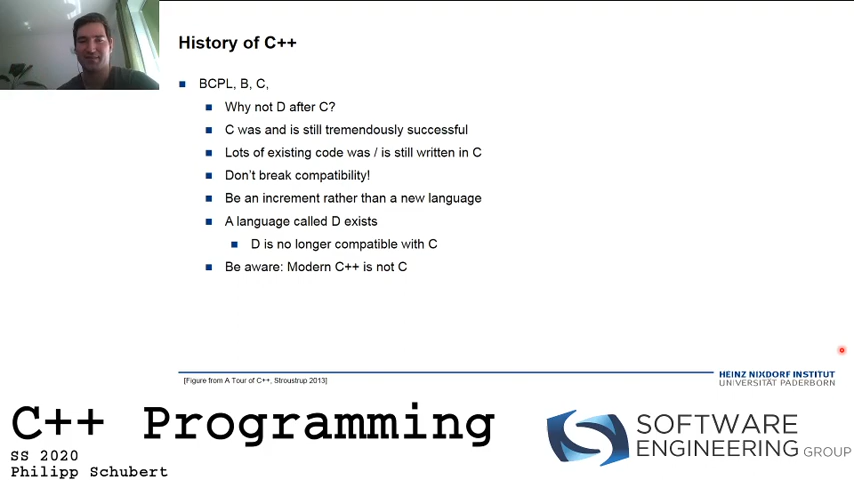 History of C++
BCPL, B, C,
Why not D after C?
C was and is still tremendously successful
Lots of existing code was / is still written in C
Don't break compatibility!
Be an increment rather than a new language
A language called D exists
D is no longer compatible with C
Be aware: Modern C++ is not C
[Figure from A Tour of C++, Stroustrup 2013]
HEINZ NIXDORF INSTITUT
UNIVERSITÄT PADERBORN
C++ Programming
SS 2020
Philipp Schubert
SOFTWARE
ENGINEERING GROUP